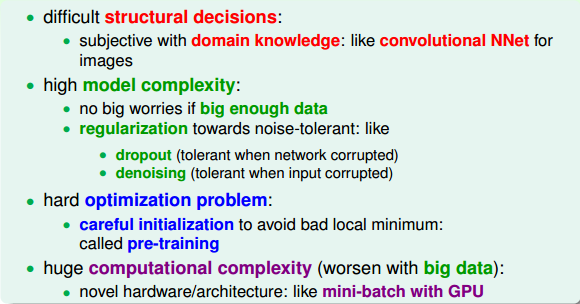 • difficult structural decisions:
• subjective with domain knowledge: like convolutional NNet for
images
• high model complexity:
• no big worries if big enough data
• regularization towards noise-tolerant: like
• dropout (tolerant when network corrupted)
• denoising (tolerant when input corrupted)
• hard optimization problem:
• careful initialization to avoid bad local minimum:
called pre-training
• huge computational complexity (worsen with big data):
• novel hardware/architecture: like mini-batch with GPU